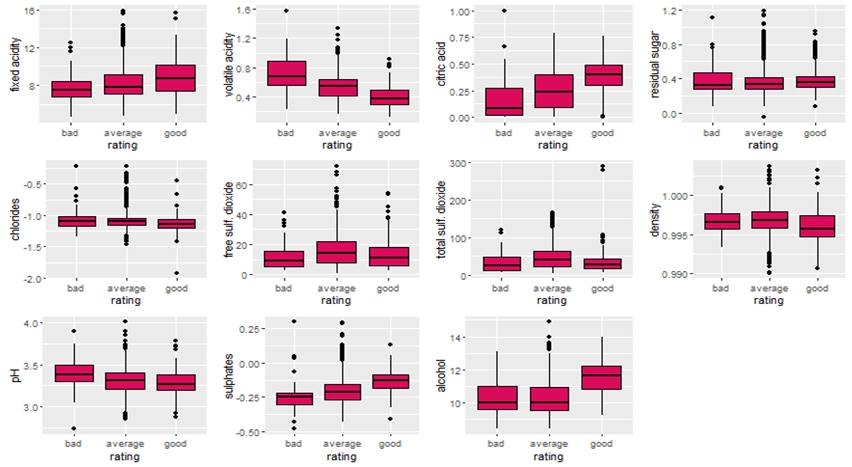 fixed acidity
16
12
8
bad average good
rating
volatile acidity
1.6
1.2
0.8
0.4
bad average good
rating
citric acid
1.00
0.75
0.50
0.25
0.00
bad average good
rating
residual sugar
1.2
0.8
0.4
0.0
bad average good
rating
chlorides
-0.5
-1.0
-1.5
-2.0
bad average good
rating
free sulf. dioxide
60
40
20
0
bad average good
rating
total sulf. dioxide
300
200
100
0
bad average good
rating
density
1.000
0.995
0.990
bad average good
rating
pH
4.0
3.5
3.0
bad average good
rating
sulphates
0.25
0.00
-0.25
-0.50
bad average good
rating
alcohol
14
12
10
bad average good
rating